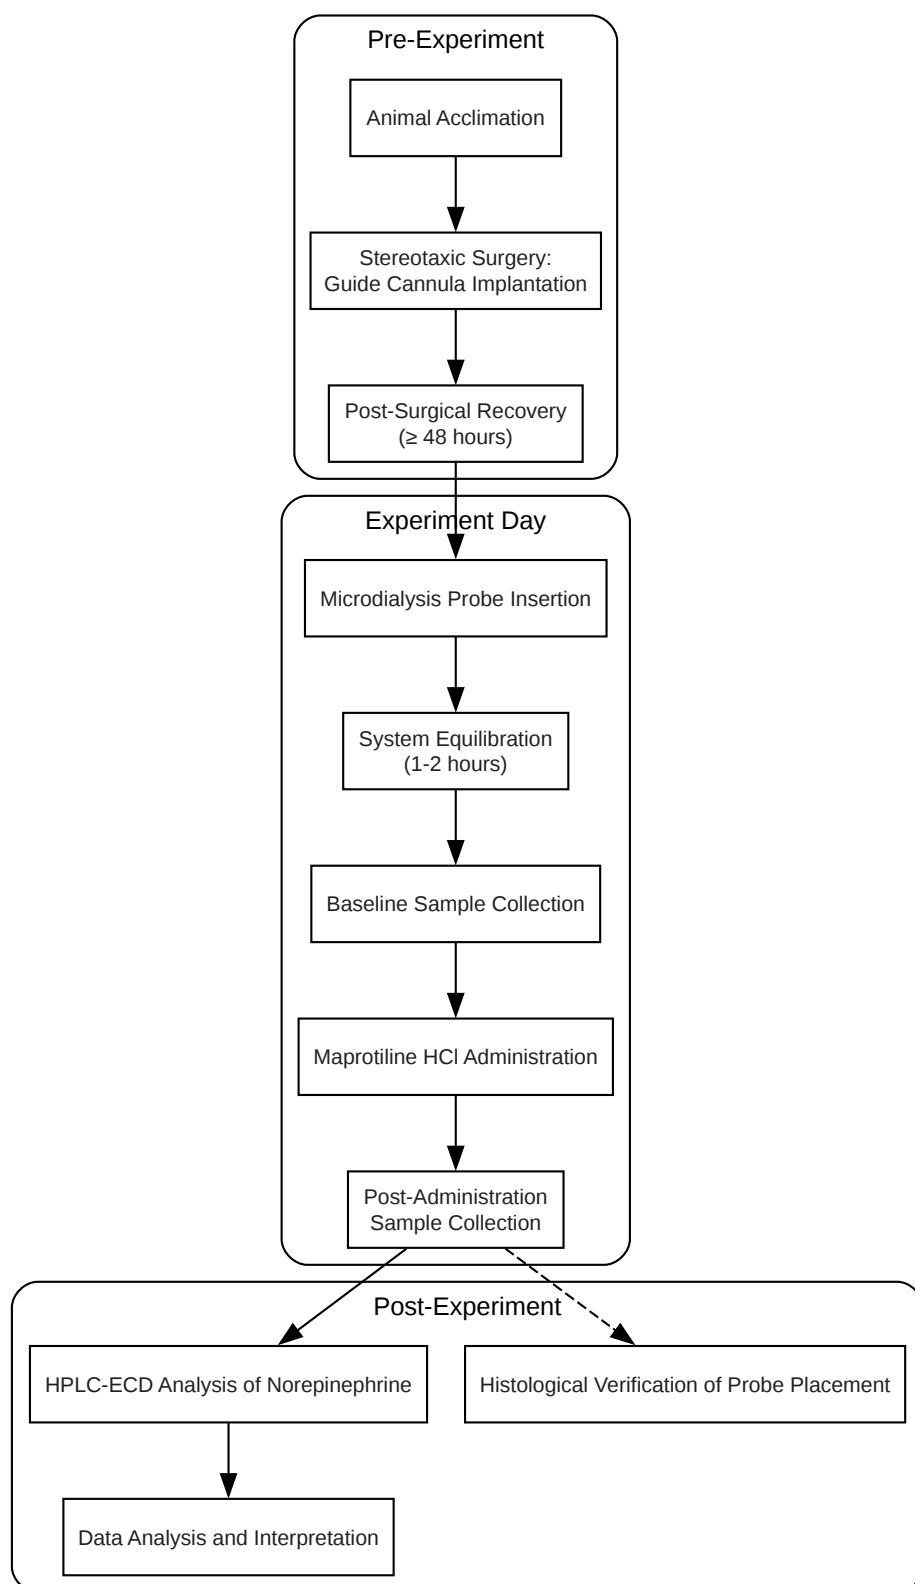 Pre-Experiment
Animal Acclimation
Stereotaxic Surgery:
Guide Cannula Implantation
Post-Surgical Recovery
(≥ 48 hours)
Experiment Day
Microdialysis Probe Insertion
System Equilibration
(1-2 hours)
Baseline Sample Collection
Maprotiline HCl Administration
Post-Administration
Sample Collection
Post-Experiment
HPLC-ECD Analysis of Norepinephrine
Histological Verification of Probe Placement
Data Analysis and Interpretation